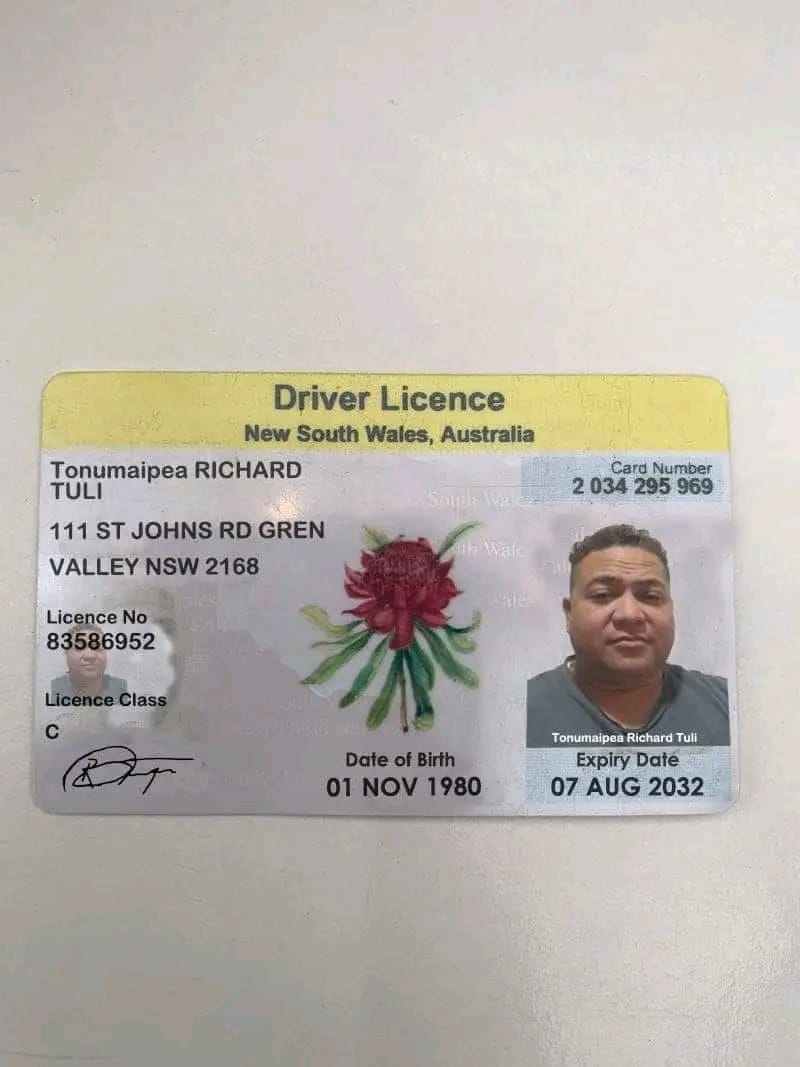 Driver Licence
New South Wales, Australia
Tonumaipea RICHARD
TULI
Card Number
2 034 295 969
111 ST JOHNS RD GREN
VALLEY NSW 2168
Licence No
83586952
Licence Class
C
Tonumaipea Richard Tuli
Date of Birth
01 NOV 1980
Expiry Date
07 AUG 2032
South Wales